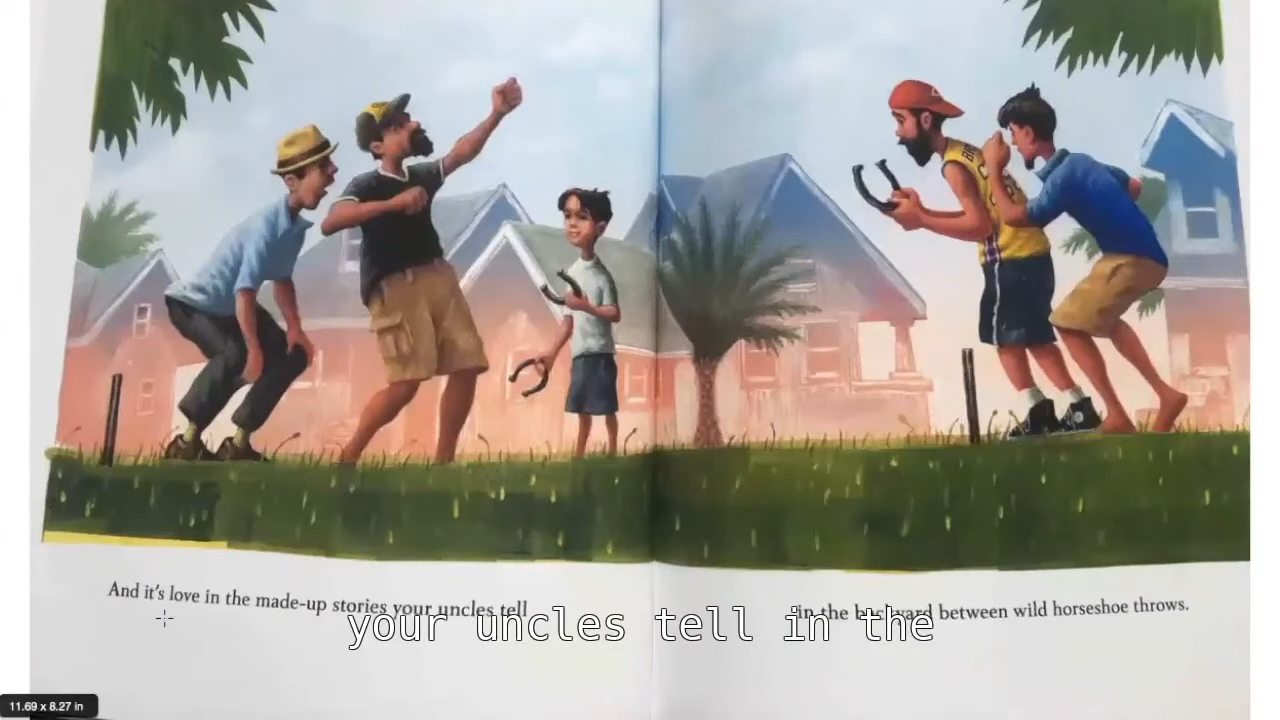 And it's love in the made-up stories your uncles tell
in the backyard between wild horseshoe throws.
your uncles tell in the
11.69 x 8.27 in